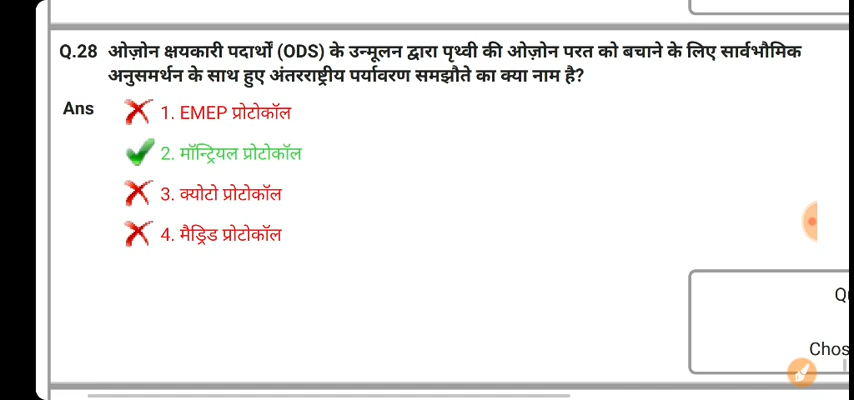 Q.28 ओज़ोन क्षयकारी पदार्थों (ODS) के उन्मूलन द्वारा पृथ्वी की ओज़ोन परत को बचाने के लिए सार्वभौमिक
अनुसमर्थन के साथ हुए अंतरराष्ट्रीय पर्यावरण समझौते का क्या नाम है?
Ans 1. EMEP प्रोटोकॉल
2. मॉन्ट्रियल प्रोटोकॉल
3. क्योटो प्रोटोकॉल
4. मैड्रिड प्रोटोकॉल
Chos